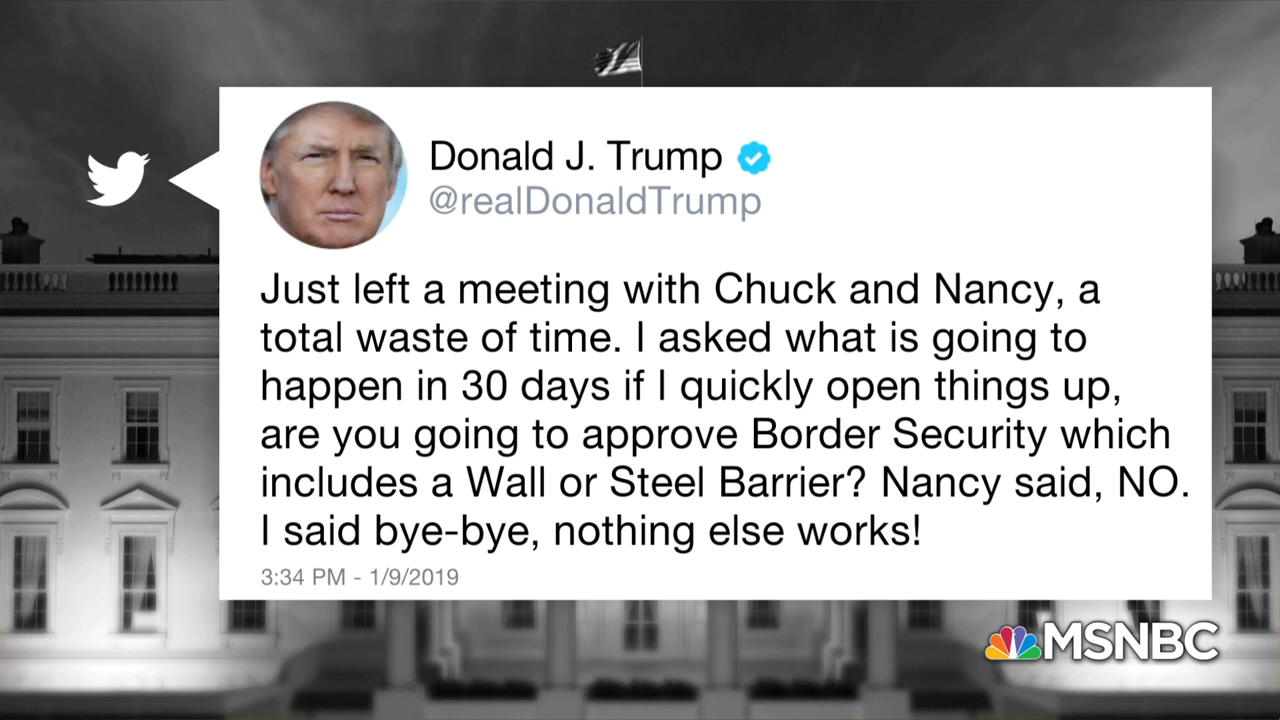 Donald J. Trump
@realDonaldTrump
Just left a meeting with Chuck and Nancy, a
total waste of time. I asked what is going to
happen in 30 days if I quickly open things up,
are you going to approve Border Security which
includes a Wall or Steel Barrier? Nancy said, NO.
I said bye-bye, nothing else works!
3:34 PM - 1/9/2019
MSNBC